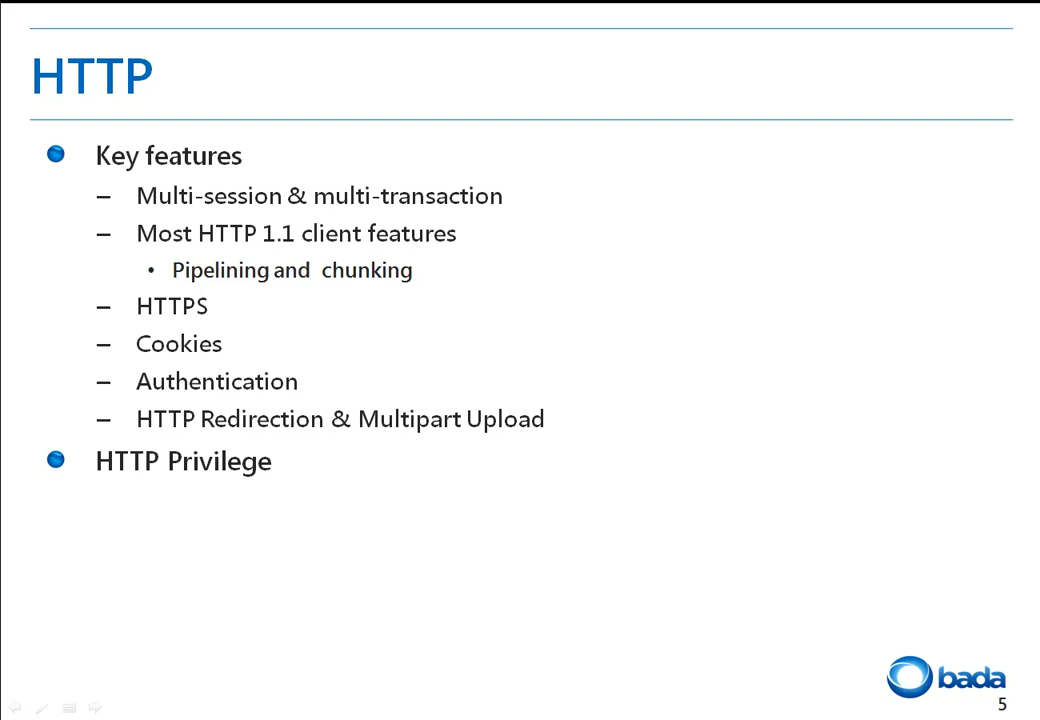 HTTP
Key features
– Multi-session & multi-transaction
– Most HTTP 1.1 client features
• Pipelining and chunking
– HTTPS
– Cookies
– Authentication
– HTTP Redirection & Multipart Upload
HTTP Privilege
bada
5